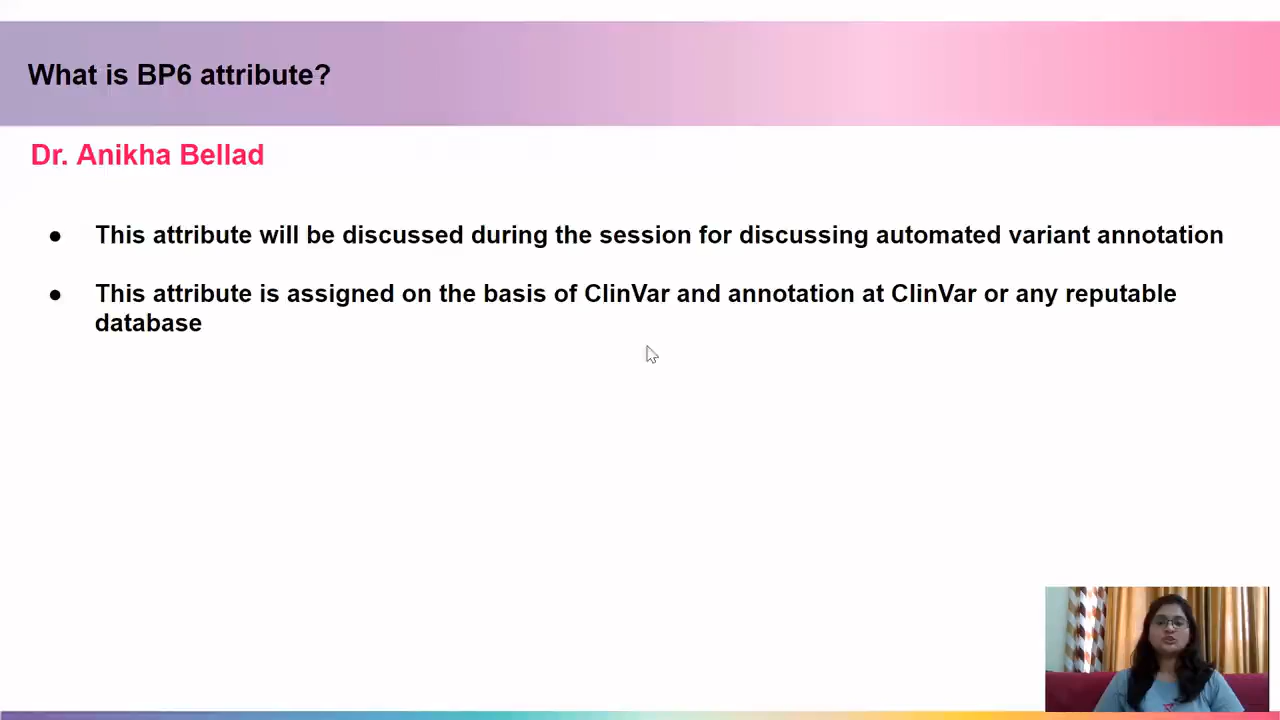 What is BP6 attribute?
Dr. Anikha Bellad
● This attribute will be discussed during the session for discussing automated variant annotation
● This attribute is assigned on the basis of ClinVar and annotation at ClinVar or any reputable
database